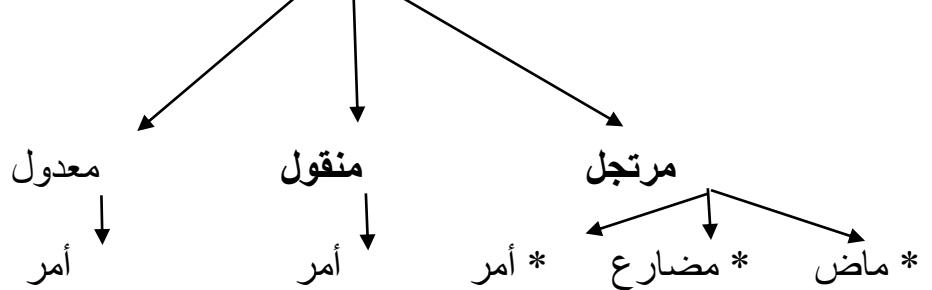 مرتجل منقول معدول
* ماض * مضارع * أمر أمر أمر